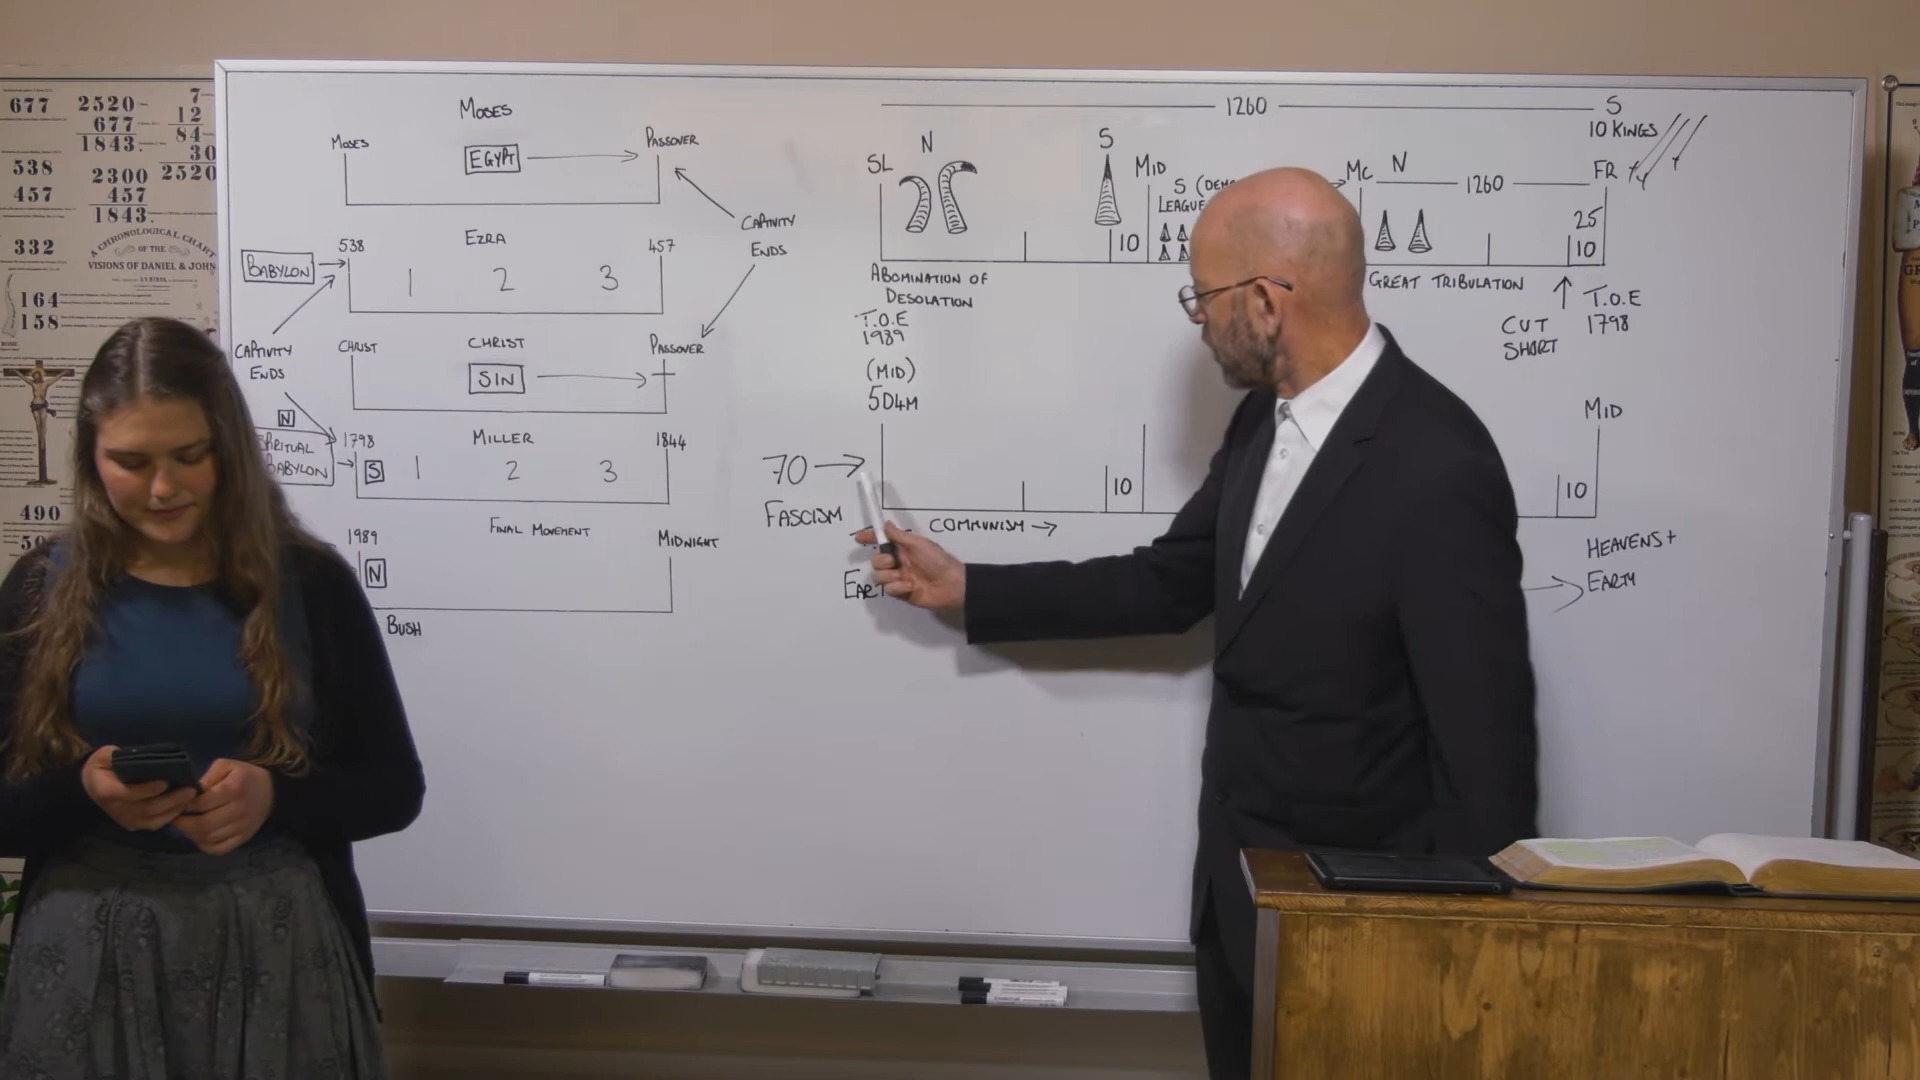 677
2520
677
1843.
7
12
84
30
2520
538
457
2300
457
1843.
332
A CHRONOLOGICAL CHART
OF THE
VISIONS OF DANIEL & JOHN
164
158
490
MOSES
MOSES
EGYPT
PASSOVER
CAPTIVITY
ENDS
BABYLON
538
EZRA
457
1 2 3
CAPTIVITY
ENDS
CHRIST
CHRIST
PASSOVER
SIN
N
BABYLON
1798
MILLER
1844
S 1 2 3
FINAL MOVEMENT
1989
MIDNIGHT
N
BUSH
1260
S
10 KINGS
SL
N
S
MID
S
LEAGUE
10
MC
N
1260
FR
25
10
ABOMINATION OF
DESOLATION
T.O.E
1989
(MID)
5D4M
GREAT TRIBULATION
CUT
SHORT
T.O.E
1798
70
FASCISM
COMMUNISM
10
MID
10
HEAVENS +
EARTH